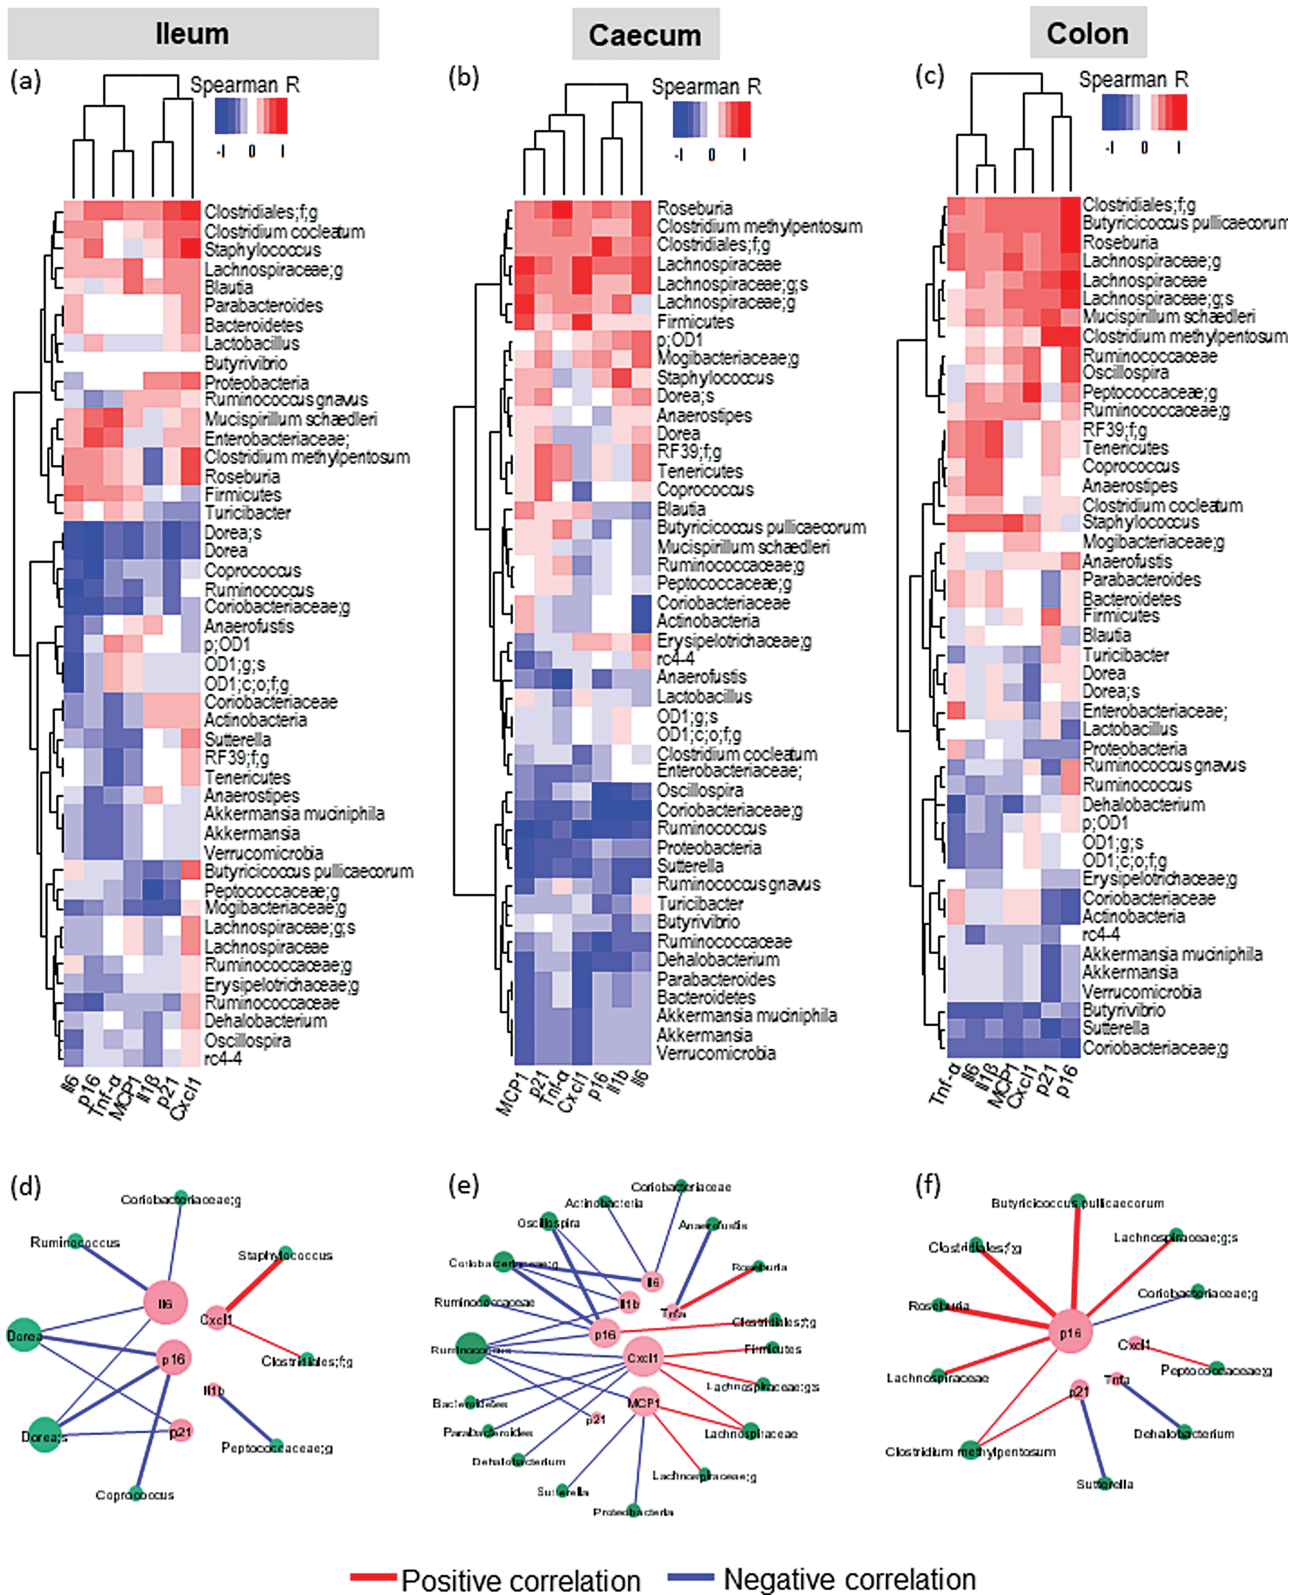 Ileum
Caecum
Colon
(a)
Spearman R
-1 0 1
Clostridiales;f;g
Clostridium cocleatum
Staphylococcus
Lachnospiraceae;g
Blautia
Parabacteroides
Bacteroidetes
Lactobacillus
Butyrivibrio
Proteobacteria
Ruminococcus gnavus
Mucispirillum schædleri
Enterobacteriaceae;
Clostridium methylpentosum
Roseburia
Firmicutes
Turicibacter
Dorea;s
Dorea
Coprococcus
Ruminococcus
Coriobacteriaceae;g
Anaerofustis
p;OD1
OD1;g;s
OD1;c;o;f,g
Coriobacteriaceae
Actinobacteria
Sutterella
RF39;f;g
Tenericutes
Anaerostipes
Akkermansia muciniphila
Akkermansia
Verrucomicrobia
Butyricicoccus pullicaecorum
Peptococcaceae;g
Mogibacteriaceae;g
Lachnospiraceae;g;s
Lachnospiraceae
Ruminococcaceae;g
Erysipelotrichaceae;g
Ruminococcaceae
Dehalobacterium
Oscillospira
rc4-4
Il6 p16 Tnf-α MCP1 Il1β p21 Cxcl1
(b)
Spearman R
-1 0 1
Roseburia
Clostridium methylpentosum
Clostridiales;f;g
Lachnospiraceae
Lachnospiraceae;g;s
Lachnospiraceae;g
Firmicutes
p;OD1
Mogibacteriaceae;g
Staphylococcus
Dorea;s
Anaerostipes
Dorea
RF39;f;g
Tenericutes
Coprococcus
Blautia
Butyricicoccus pullicaecorum
Mucispirillum schædleri
Ruminococcaceae;g
Peptococcaceae;g
Coriobacteriaceae
Actinobacteria
Erysipelotrichaceae;g
rc4-4
Anaerofustis
Lactobacillus
OD1;g;s
OD1;c;o;f,g
Clostridium cocleatum
Enterobacteriaceae;
Oscillospira
Coriobacteriaceae;g
Ruminococcus
Proteobacteria
Sutterella
Ruminococcus gnavus
Turicibacter
Butyrivibrio
Ruminococcaceae
Dehalobacterium
Parabacteroides
Bacteroidetes
Akkermansia muciniphila
Akkermansia
Verrucomicrobia
MCP1 p21 Tnf-α Cxcl1 p16 Il1b Il6
(c)
Spearman R
-1 0 1
Clostridiales;f;g
Butyricicoccus pullicaecorum
Roseburia
Lachnospiraceae;g
Lachnospiraceae
Lachnospiraceae;g;s
Mucispirillum schædleri
Clostridium methylpentosum
Ruminococcaceae
Oscillospira
Peptococcaceae;g
Ruminococcaceae;g
RF39;f;g
Tenericutes
Coprococcus
Anaerostipes
Clostridium cocleatum
Staphylococcus
Mogibacteriaceae;g
Anaerofustis
Parabacteroides
Bacteroidetes
Firmicutes
Blautia
Turicibacter
Dorea
Dorea;s
Enterobacteriaceae;
Lactobacillus
Proteobacteria
Ruminococcus gnavus
Ruminococcus
Dehalobacterium
p;OD1
OD1;g;s
OD1;c;o;f,g
Erysipelotrichaceae;g
Coriobacteriaceae
Actinobacteria
rc4-4
Akkermansia muciniphila
Akkermansia
Verrucomicrobia
Butyrivibrio
Sutterella
Coriobacteriaceae;g
Tnf-α Il6 Il1β MCP1 Cxcl1 p21 p16
(d)
Coriobacteriaceae;g
Ruminococcus
Staphylococcus
Il6
Cxcl1
Dorea
p16
Clostridiales;f;g
Il1b
p21
Dorea;s
Peptococcaceae;g
Coprococcus
(e)
Coriobacteriaceae
Actinobacteria
Oscillospira
Anaerofustis
Coriobacteriaceae;g
Roseburia
Il6
Ruminococcaceae
Il1b
Tnfa
Clostridiales;f;g
p16
Ruminococcus
Firmicutes
Cxcl1
Lachnospiraceae;g;s
Bacteroidetes
MCP1
p21
Parabacteroides
Lachnospiraceae
Dehalobacterium
Lachnospiraceae;g
Sutterella
Proteobacteria
(f)
Butyricicoccus pullicaecorum
Lachnospiraceae;g;s
Clostridiales;f;g
Coriobacteriaceae;g
Roseburia
p16
Cxcl1
Peptococcaceae;g
Lachnospiraceae
Tnfa
p21
Dehalobacterium
Clostridium methylpentosum
Sutterella
Positive correlation
Negative correlation